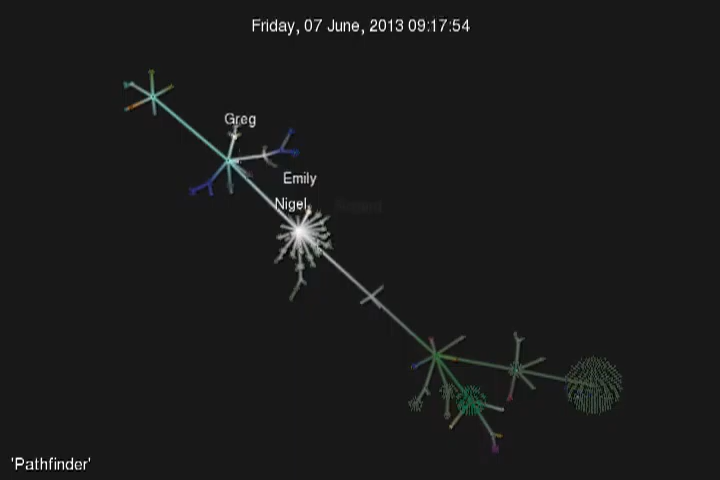 Friday, 07 June, 2013 09:17:54
Greg
Emily
Nigel
'Pathfinder'